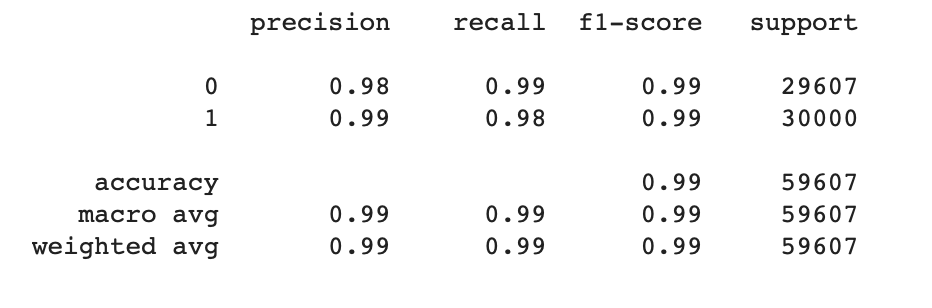 precision recall f1-score support
0 0.98 0.99 0.99 29607
1 0.99 0.98 0.99 30000
accuracy 0.99 59607
macro avg 0.99 0.99 0.99 59607
weighted avg 0.99 0.99 0.99 59607